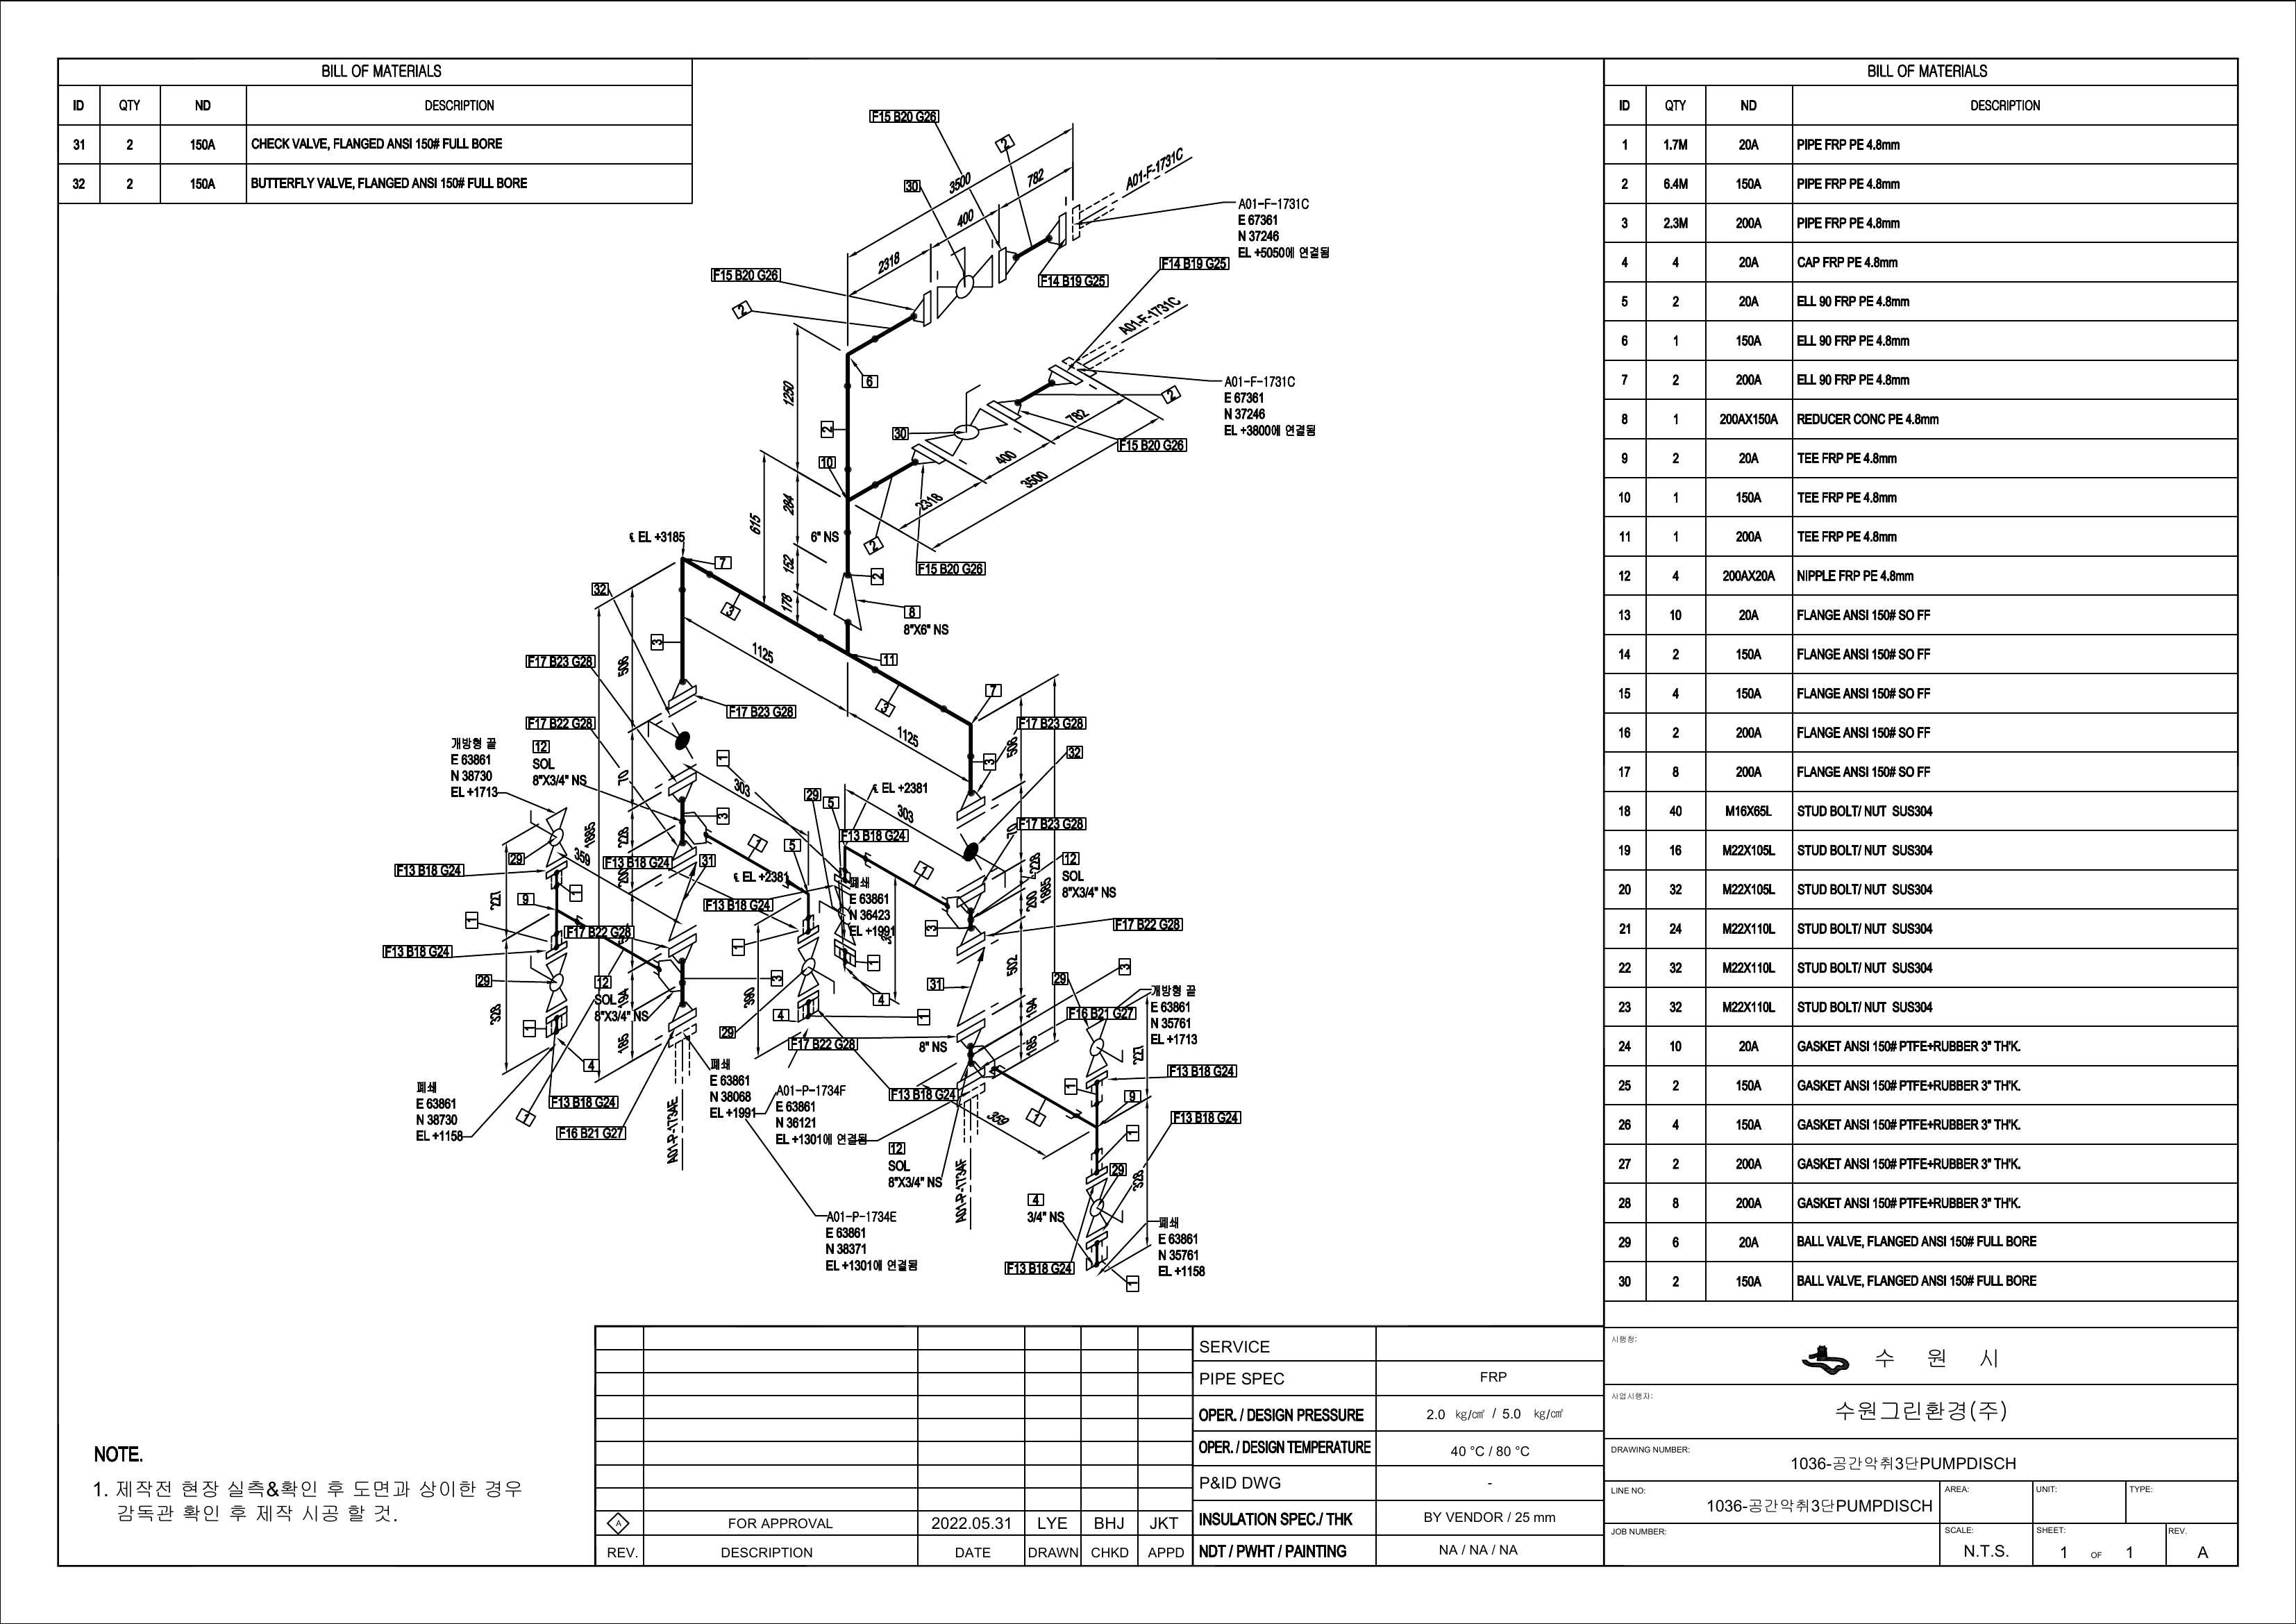 BILL OF MATERIALS
ID QTY ND DESCRIPTION
31 2 150A CHECK VALVE, FLANGED ANSI 150# FULL BORE
32 2 150A BUTTERFLY VALVE, FLANGED ANSI 150# FULL BORE
BILL OF MATERIALS
ID QTY ND DESCRIPTION
1 1.7M 20A PIPE FRP PE 4.8mm
2 6.4M 150A PIPE FRP PE 4.8mm
3 2.3M 200A PIPE FRP PE 4.8mm
4 4 20A CAP FRP PE 4.8mm
5 2 20A ELL 90 FRP PE 4.8mm
6 1 150A ELL 90 FRP PE 4.8mm
7 2 200A ELL 90 FRP PE 4.8mm
8 1 200AX150A REDUCER CONC PE 4.8mm
9 2 20A TEE FRP PE 4.8mm
10 1 150A TEE FRP PE 4.8mm
11 1 200A TEE FRP PE 4.8mm
12 4 200AX20A NIPPLE FRP PE 4.8mm
13 10 20A FLANGE ANSI 150# SO FF
14 2 150A FLANGE ANSI 150# SO FF
15 4 150A FLANGE ANSI 150# SO FF
16 2 200A FLANGE ANSI 150# SO FF
17 8 200A FLANGE ANSI 150# SO FF
18 40 M16X65L STUD BOLT/ NUT SUS304
19 16 M22X105L STUD BOLT/ NUT SUS304
20 32 M22X105L STUD BOLT/ NUT SUS304
21 24 M22X110L STUD BOLT/ NUT SUS304
22 32 M22X110L STUD BOLT/ NUT SUS304
23 32 M22X110L STUD BOLT/ NUT SUS304
24 10 20A GASKET ANSI 150# PTFE+RUBBER 3" TH'K.
25 2 150A GASKET ANSI 150# PTFE+RUBBER 3" TH'K.
26 4 150A GASKET ANSI 150# PTFE+RUBBER 3" TH'K.
27 2 200A GASKET ANSI 150# PTFE+RUBBER 3" TH'K.
28 8 200A GASKET ANSI 150# PTFE+RUBBER 3" TH'K.
29 6 20A BALL VALVE, FLANGED ANSI 150# FULL BORE
30 2 150A BALL VALVE, FLANGED ANSI 150# FULL BORE
F15 B20 G26
2
3500
782
A01-F-1731C
30
400
A01-F-1731C
E 67361
N 37246
EL +5050에 연결됨
2318
F15 B20 G26
F14 B19 G25
F14 B19 G25
2
A01-F-1731C
6
1250
A01-F-1731C
E 67361
N 37246
EL +3800에 연결됨
2
2
30
782
F15 B20 G26
10
400
3500
2318
284
615
6" NS
2
F15 B20 G26
EL +3185
7
152
2
32
3
178
8
8"X6" NS
3
1125
11
F17 B23 G28
506
7
3
F17 B23 G28
F17 B22 G28
1125
F17 B23 G28
506
32
3
개방형 끝
E 63861
N 38730
EL +1713
12
SOL
8"X3/4" NS
70
1
303
29
5
EL +2381
303
3
F17 B23 G28
70
F13 B18 G24
1
5
1885
228
359
29
F13 B18 G24
31
F13 B18 G24
1
228
12
SOL
8"X3/4" NS
1885
200
EL +2381
폐쇄
E 63861
N 36423
EL +1991
227
9
1
1
F13 B18 G24
F17 B22 G28
1
3
F17 B22 G28
F13 B18 G24
29
12
SOL
8"X3/4" NS
194
3
390
1
4
31
502
29
3
328
1
4
29
4
1
185
F17 B22 G28
8" NS
194
185
F16 B21 G27
개방형 끝
E 63861
N 35761
EL +1713
227
폐쇄
E 63861
N 38730
EL +1158
1
F13 B18 G24
F16 B21 G27
폐쇄
E 63861
N 38068
EL +1991
A01-P-1734E
A01-P-1734F
E 63861
N 36121
EL +1301에 연결됨
F13 B18 G24
359
1
1
9
F13 B18 G24
F13 B18 G24
12
SOL
8"X3/4" NS
A01-P-1734F
1
29
328
4
3/4" NS
A01-P-1734E
E 63861
N 38371
EL +1301에 연결됨
F13 B18 G24
1
폐쇄
E 63861
N 35761
EL +1158
NOTE.
1. 제작전 현장 실측&확인 후 도면과 상이한 경우
감독관 확인 후 제작 시공 할 것.
A FOR APPROVAL 2022.05.31 LYE BHJ JKT
REV. DESCRIPTION DATE DRAWN CHKD APPD
SERVICE
PIPE SPEC FRP
OPER. / DESIGN PRESSURE 2.0 kg/㎠ / 5.0 kg/㎠
OPER. / DESIGN TEMPERATURE 40 °C / 80 °C
P&ID DWG -
INSULATION SPEC./ THK BY VENDOR / 25 mm
NDT / PWHT / PAINTING NA / NA / NA
시행청:
수 원 시
사업시행자:
수원그린환경(주)
DRAWING NUMBER:
1036-공간악취3단PUMPDISCH
LINE NO: AREA: UNIT: TYPE:
1036-공간악취3단PUMPDISCH
JOB NUMBER: SCALE: SHEET: REV.
N.T.S. 1 OF 1 A